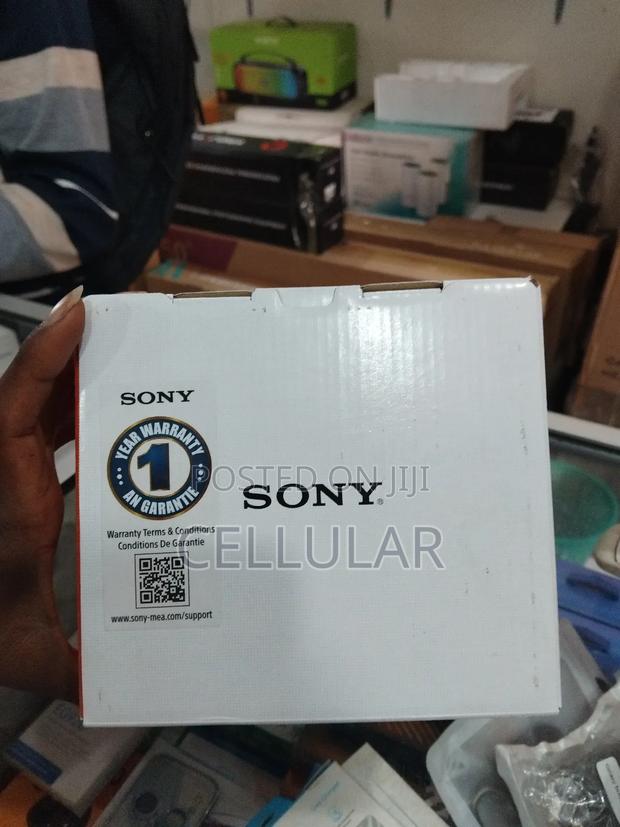 SONY
YEAR WARRANTY
1
AN GARANTIE
Warranty Terms & Conditions
Conditions De Garantie
www.sony-mea.com/support
SONY
POSTED ON JIJI
CELLULAR